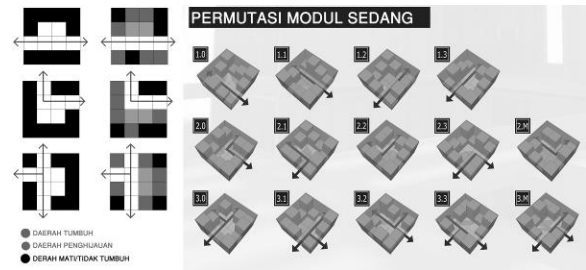 PERMUTASI MODUL SEDANG
1.0
1.1
1.2
1.3
2.0
2.1
2.2
2.3
2.M
3.0
3.1
3.2
3.3
3.M
DAERAH TUMBUH
DAERAH PENGHIJAUAN
DERAH MATI/TIDAK TUMBUH